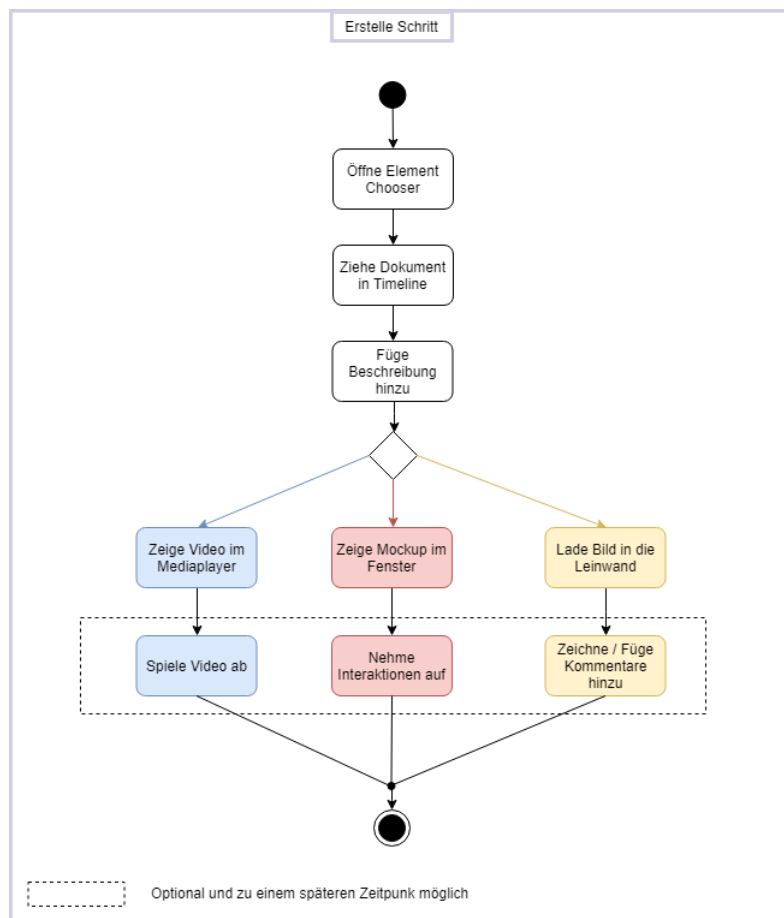 Erstelle Schritt
Öffne Element
Chooser
Ziehe Dokument
in Timeline
Füge
Beschreibung
hinzu
Zeige Video im
Mediaplayer
Zeige Mockup im
Fenster
Lade Bild in die
Leinwand
Spiele Video ab
Nehme
Interaktionen auf
Zeichne / Füge
Kommentare
hinzu
Optional und zu einem späteren Zeitpunk möglich